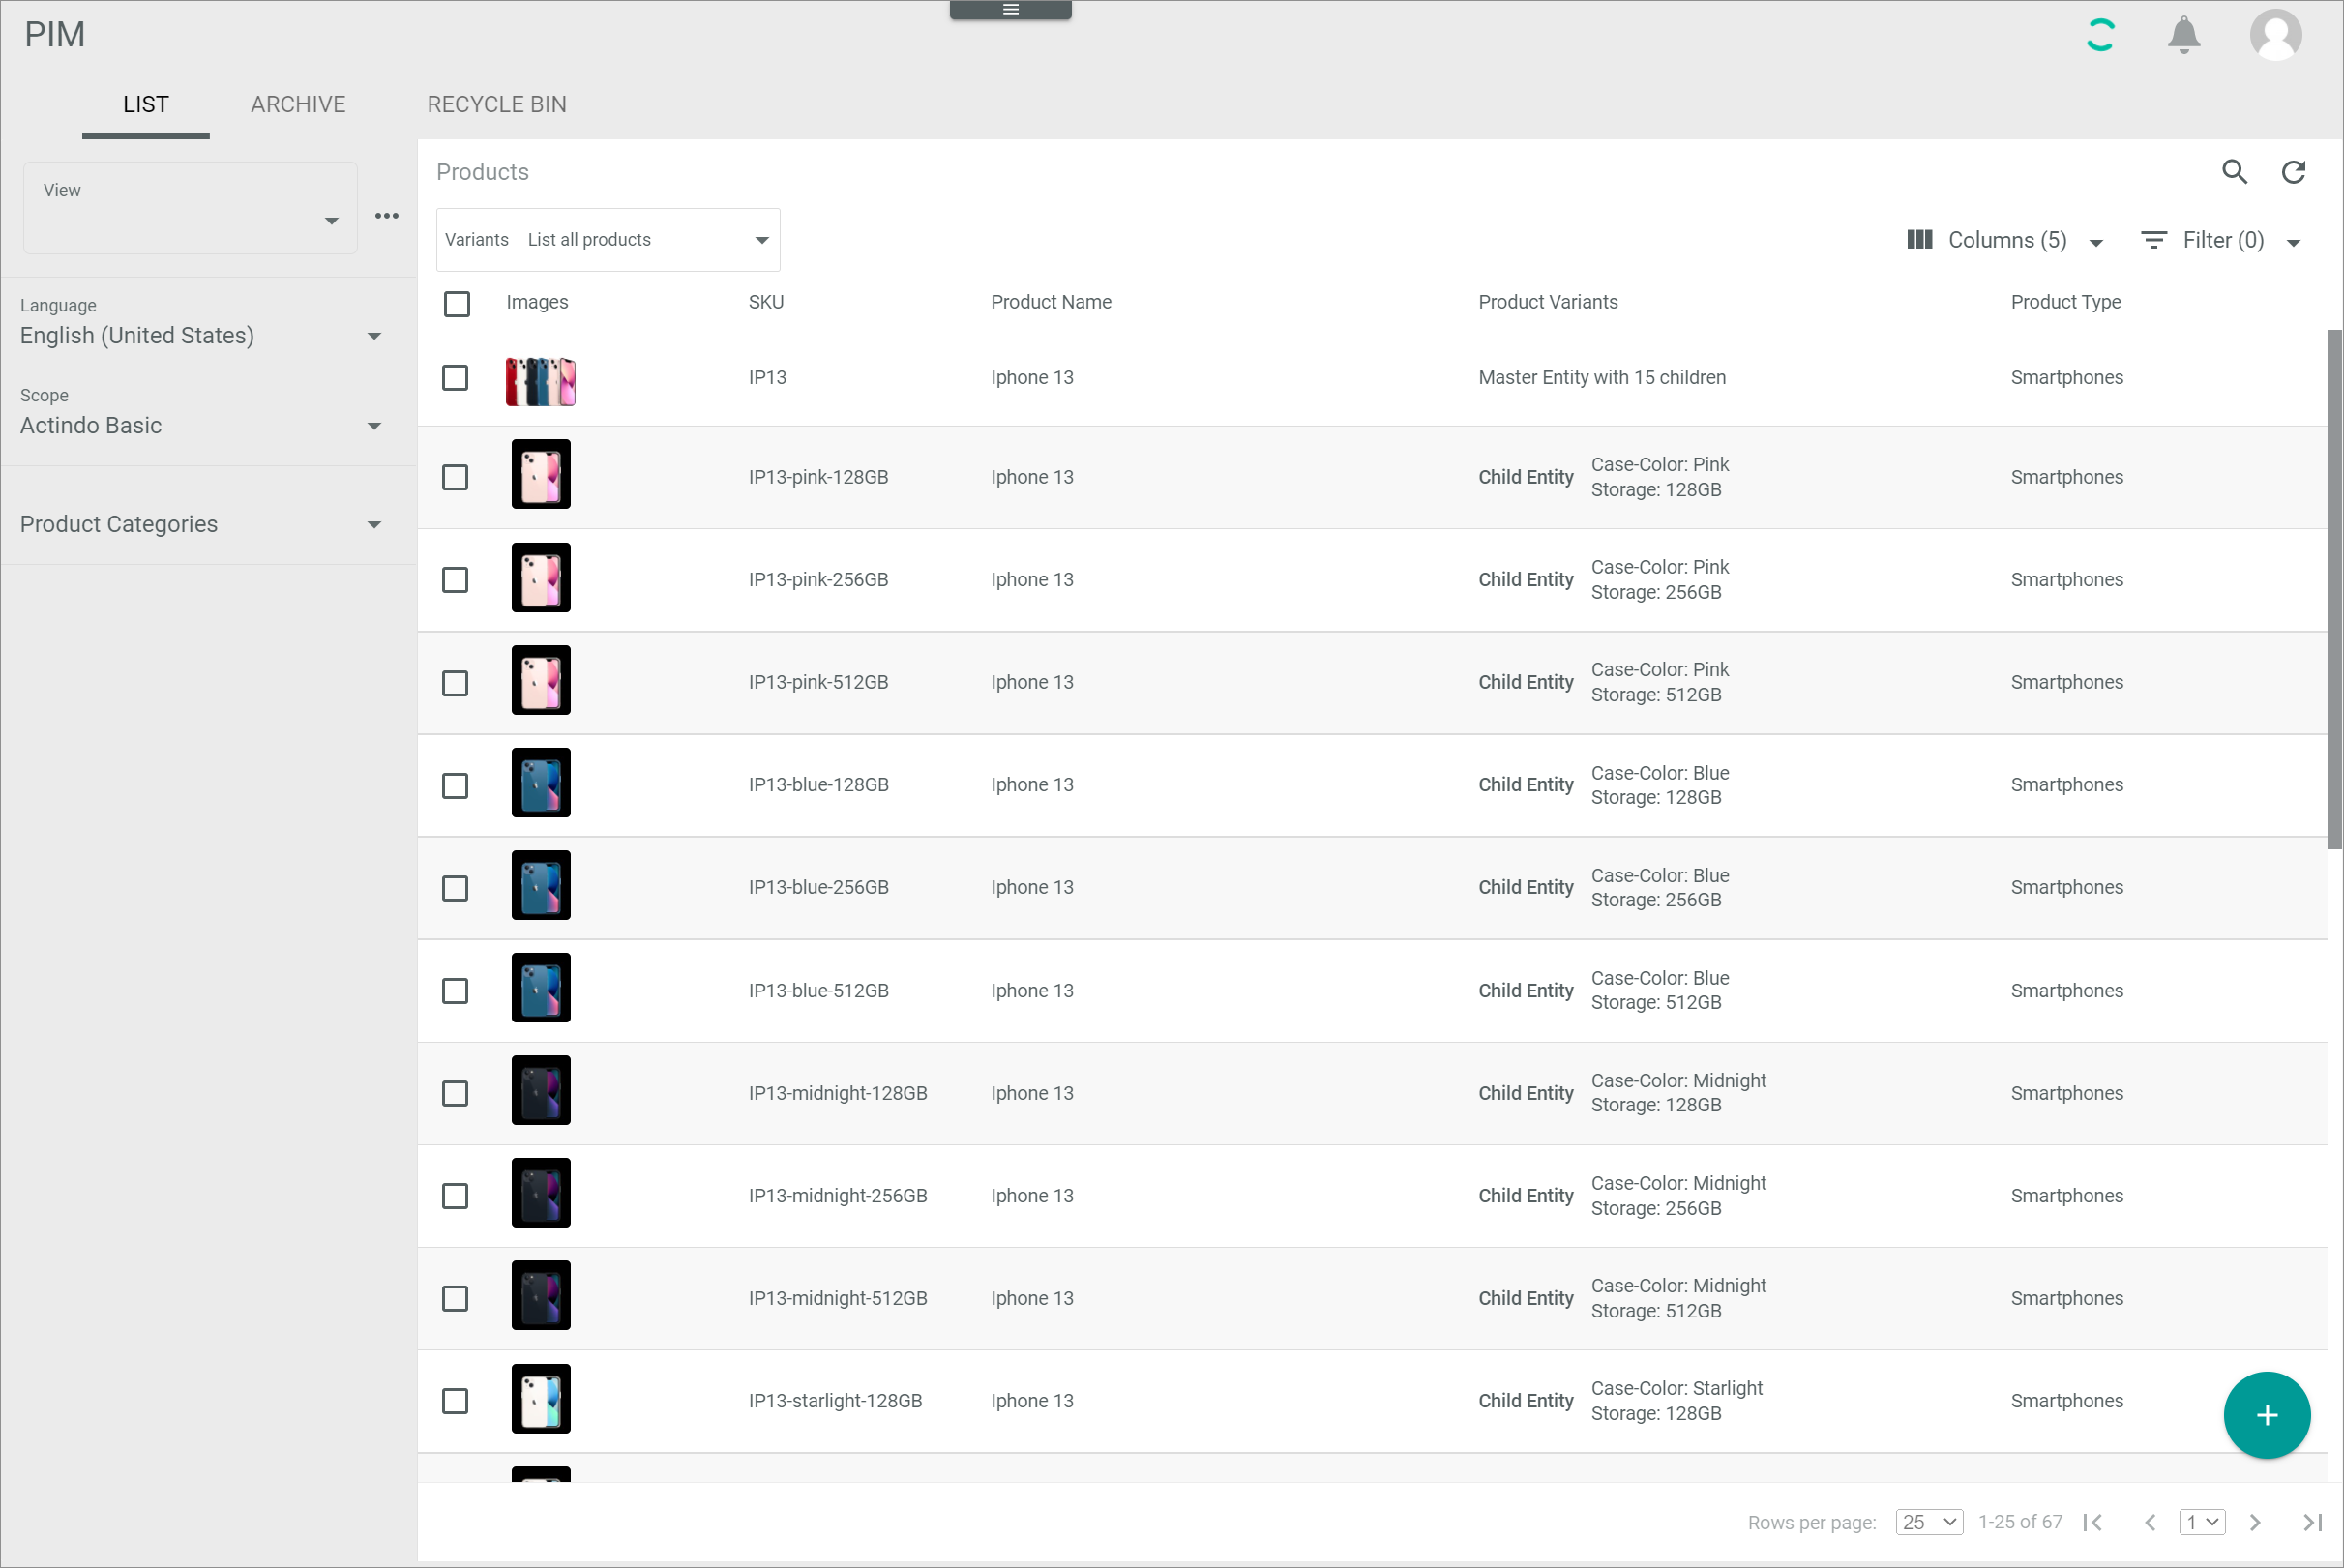 PIM
LIST ARCHIVE RECYCLE BIN
View
Language
English (United States)
Scope
Actindo Basic
Product Categories
Products
Variants List all products
Columns (5) Filter (0)
Images SKU Product Name Product Variants Product Type
IP13 Iphone 13 Master Entity with 15 children Smartphones
IP13-pink-128GB Iphone 13 Child Entity Case-Color: Pink Smartphones
Storage: 128GB
IP13-pink-256GB Iphone 13 Child Entity Case-Color: Pink Smartphones
Storage: 256GB
IP13-pink-512GB Iphone 13 Child Entity Case-Color: Pink Smartphones
Storage: 512GB
IP13-blue-128GB Iphone 13 Child Entity Case-Color: Blue Smartphones
Storage: 128GB
IP13-blue-256GB Iphone 13 Child Entity Case-Color: Blue Smartphones
Storage: 256GB
IP13-blue-512GB Iphone 13 Child Entity Case-Color: Blue Smartphones
Storage: 512GB
IP13-midnight-128GB Iphone 13 Child Entity Case-Color: Midnight Smartphones
Storage: 128GB
IP13-midnight-256GB Iphone 13 Child Entity Case-Color: Midnight Smartphones
Storage: 256GB
IP13-midnight-512GB Iphone 13 Child Entity Case-Color: Midnight Smartphones
Storage: 512GB
IP13-starlight-128GB Iphone 13 Child Entity Case-Color: Starlight Smartphones
Storage: 128GB
Rows per page: 25 1-25 of 67 1